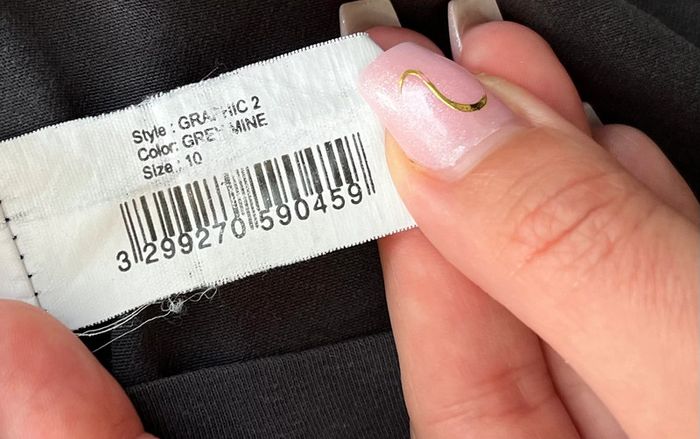 Style : GRAPHIC 2
Color: GREY MINE
Size : 10
3 299270 590459